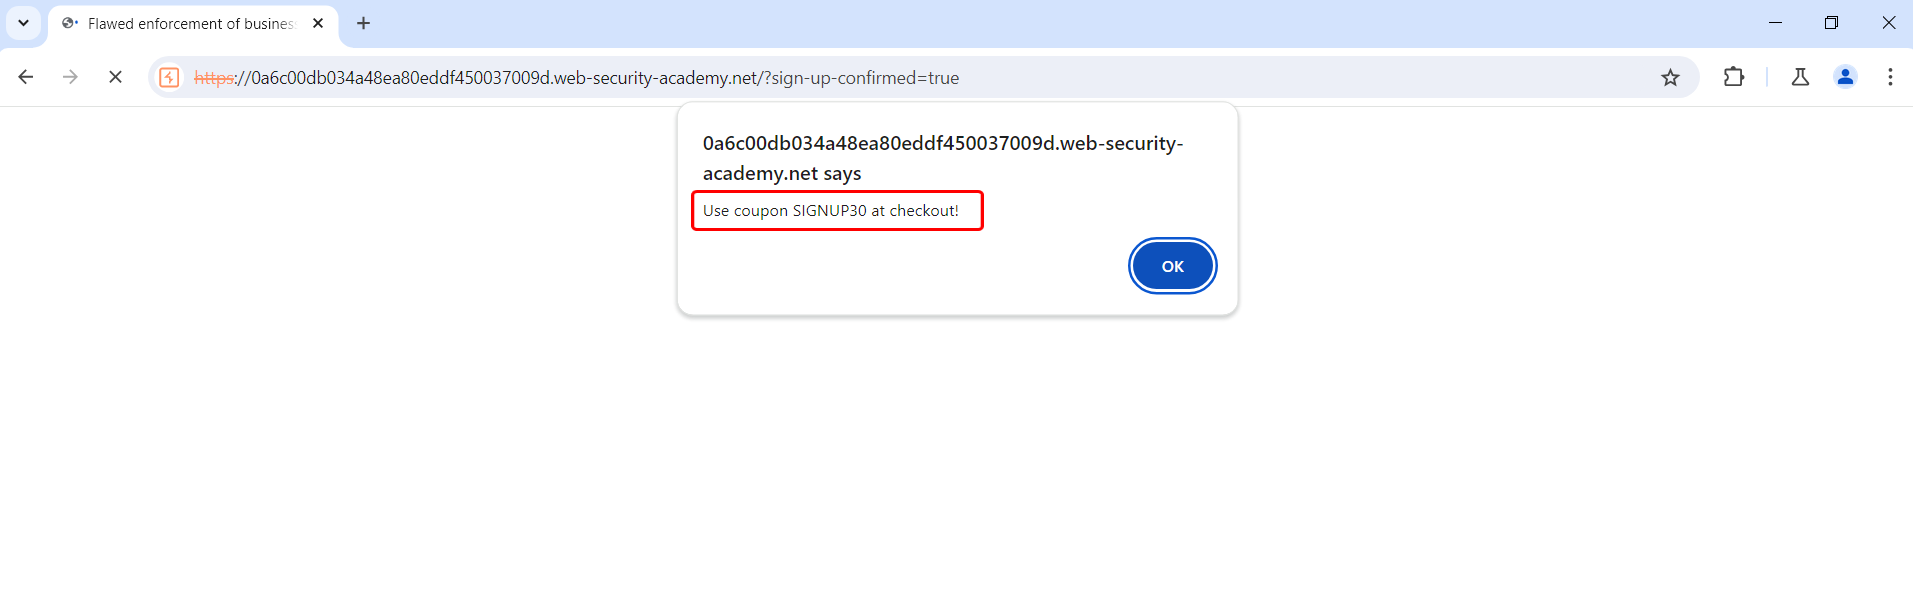 Flawed enforcement of busines
https://0a6c00db034a48ea80eddf450037009d.web-security-academy.net/?sign-up-confirmed=true
0a6c00db034a48ea80eddf450037009d.web-security-
academy.net says
Use coupon SIGNUP30 at checkout!
OK